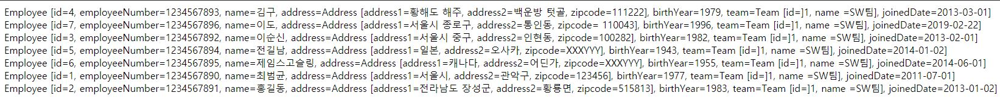 Employee [id=4, employeeNumber=1234567893, name=김구, address=Address [address1=황해도 해주, address2=백운방 텃골, zipcode=111222], birthYear=1979, team=Team [id=]1, name =SW팀], joinedDate=2013-03-01]
Employee [id=7, employeeNumber=1234567896, name=이도, address=Address [address1=서울시 종로구, address2=통인동, zipcode= 110043], birthYear=1996, team=Team [id=]1, name =SW팀], joinedDate=2019-02-22]
Employee [id=3, employeeNumber=1234567892, name=이순신, address=Address [address1=서울시 중구, address2=인현동, zipcode=100282], birthYear=1982, team=Team [id=]1, name =SW팀], joinedDate=2013-02-01]
Employee [id=5, employeeNumber=1234567894, name=전길남, address=Address [address1=일본, address2=오사카, zipcode=XXXYYY], birthYear=1943, team=Team [id=]1, name =SW팀], joinedDate=2014-01-02]
Employee [id=6, employeeNumber=1234567895, name=제임스고슬링, address=Address [address1=캐나다, address2=어딘가, zipcode=XXXYYY], birthYear=1955, team=Team [id=]1, name =SW팀], joinedDate=2014-06-01]
Employee [id=1, employeeNumber=1234567890, name=최범균, address=Address [address1=서울시, address2=관악구, zipcode=123456], birthYear=1977, team=Team [id=]1, name =SW팀], joinedDate=2011-07-01]
Employee [id=2, employeeNumber=1234567891, name=홍길동, address=Address [address1=전라남도 장성군, address2=황룡면, zipcode=515813], birthYear=1983, team=Team [id=]1, name =SW팀], joinedDate=2013-01-02]